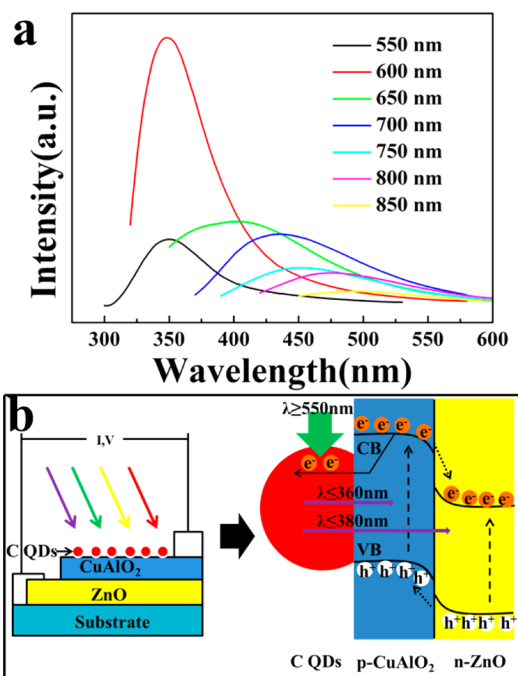 a
Intensity(a.u.)
550 nm
600 nm
650 nm
700 nm
750 nm
800 nm
850 nm
300 350 400 450 500 550 600
Wavelength(nm)
b
I,V
C QDs
CuAlO₂
ZnO
Substrate
λ≥550nm
e⁻ e⁻
e⁻ e⁻ e⁻ e⁻
CB
λ≤360nm
λ≤380nm
e⁻ e⁻ e⁻ e⁻
VB
h⁺ h⁺ h⁺ h⁺
h⁺ h⁺ h⁺ h⁺
C QDs p-CuAlO₂ n-ZnO